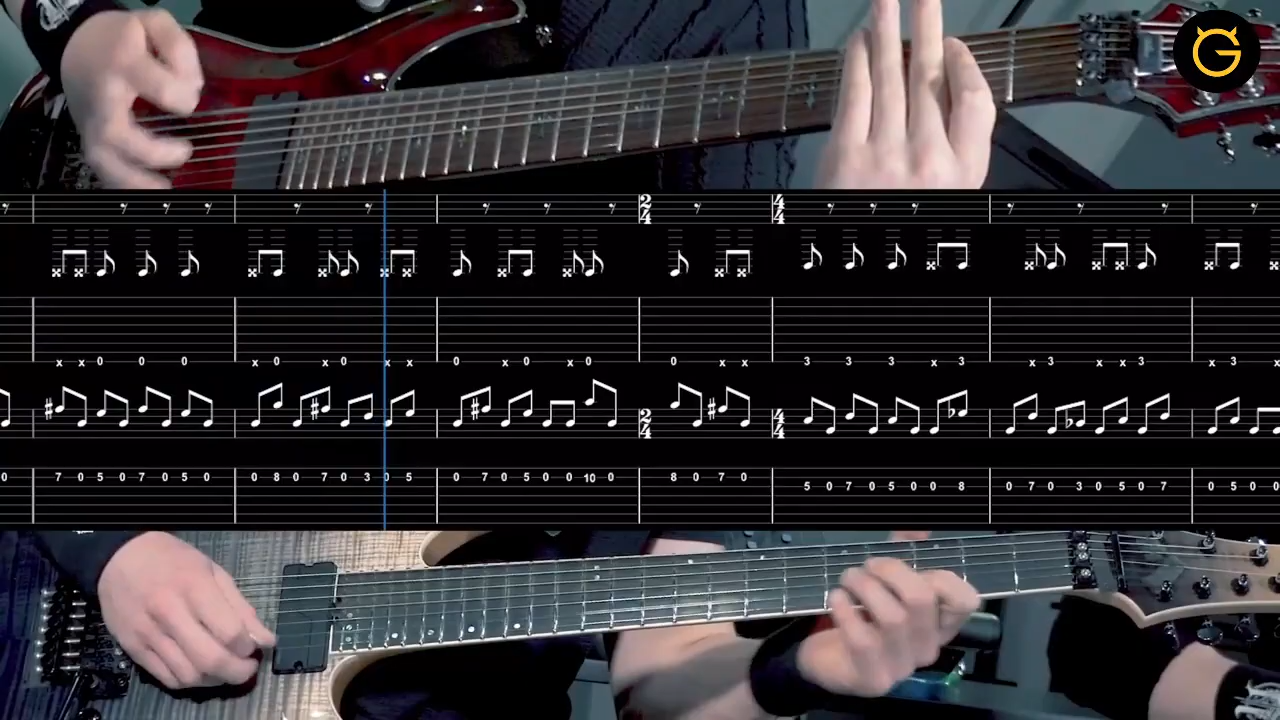 G
2 4
4 4
x x 0 0 0 x 0 x 0 x x 0 x 0 x 0 0 x x 3 3 3 x 3 x 3 x x 3 x 3 x
2 4
4 4
0 7 0 5 0 7 0 5 0 0 8 0 7 0 3 0 5 0 7 0 5 0 0 10 0 8 0 7 0
5 0 7 0 5 0 0 8 0 7 0 3 0 5 0 7 0 5 0 0